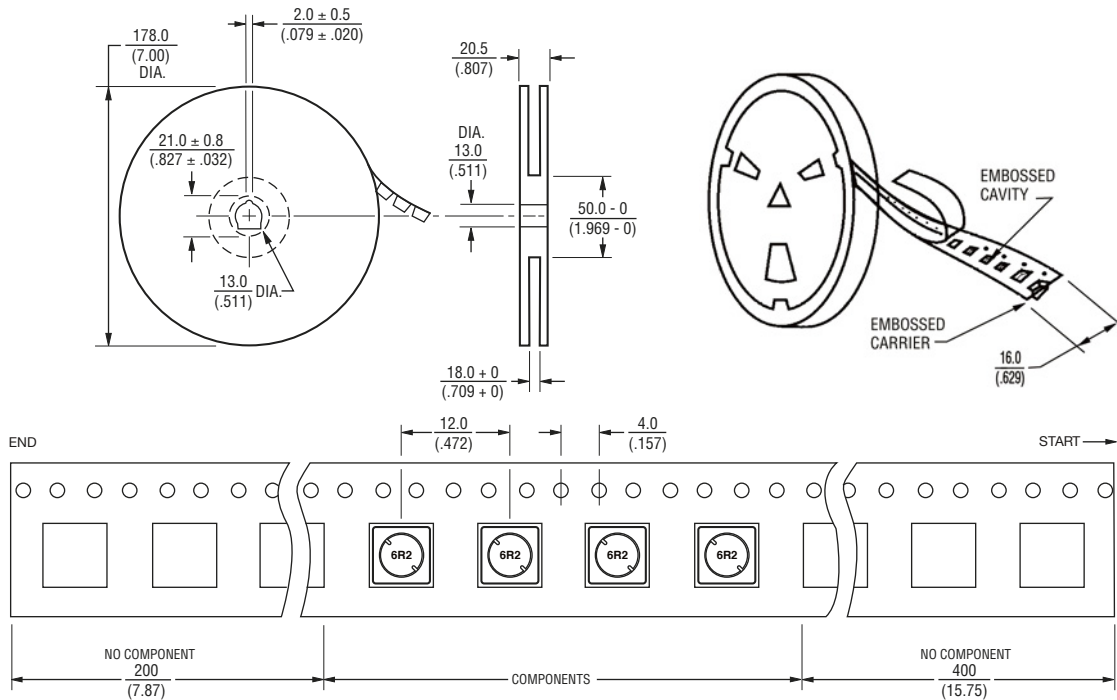 2.0 ± 0.5
(.079 ± .020)
178.0
(7.00)
DIA.
20.5
(.807)
21.0 ± 0.8
(.827 ± .032)
DIA.
13.0
(.511)
EMBOSSED
CAVITY
50.0 - 0
(1.969 - 0)
13.0
(.511)
DIA.
EMBOSSED
CARRIER
16.0
(.629)
18.0 + 0
(.709 + 0)
12.0
(.472)
4.0
(.157)
END
START
6R2
6R2
6R2
6R2
NO COMPONENT
200
(7.87)
COMPONENTS
NO COMPONENT
400
(15.75)